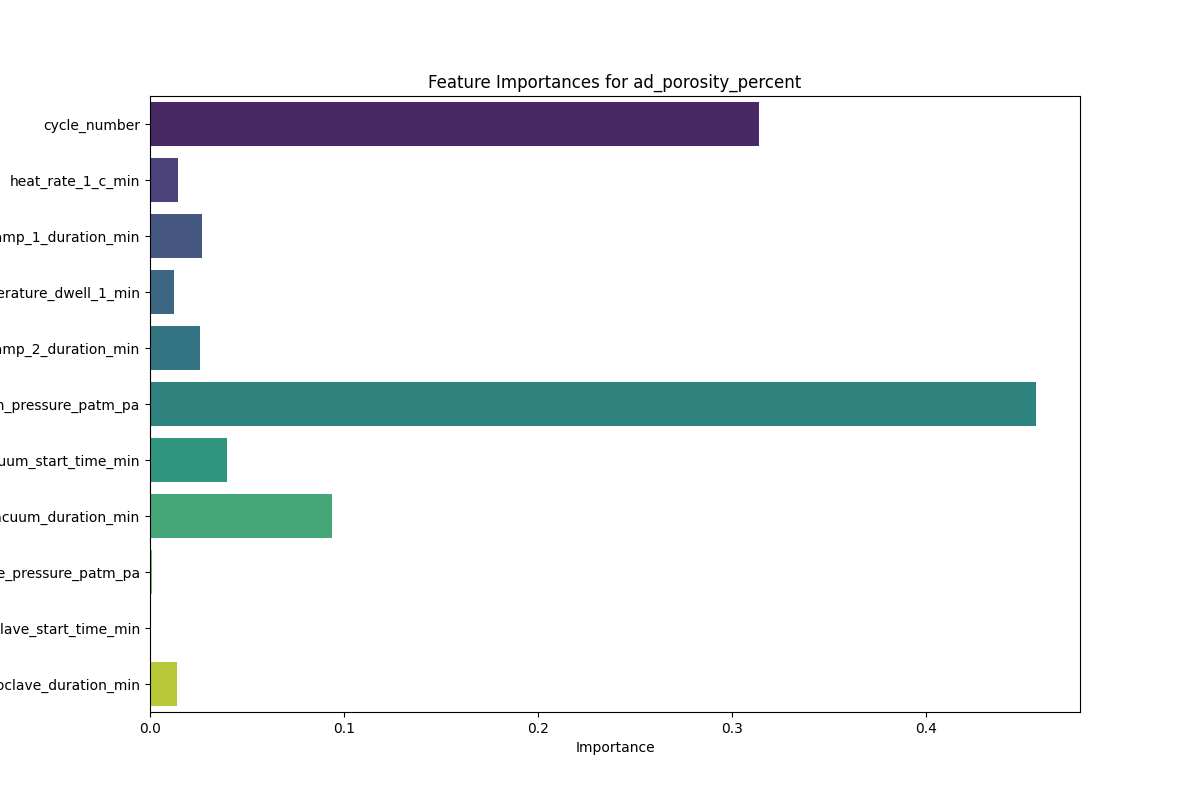 Feature Importances for ad_porosity_percent
cycle_number
heat_rate_1_c_min
amp_1_duration_min
erature_dwell_1_min
amp_2_duration_min
_pressure_patm_pa
uum_start_time_min
acuum_duration_min
e_pressure_patm_pa
lave_start_time_min
oclave_duration_min
0.0 0.1 0.2 0.3 0.4
Importance